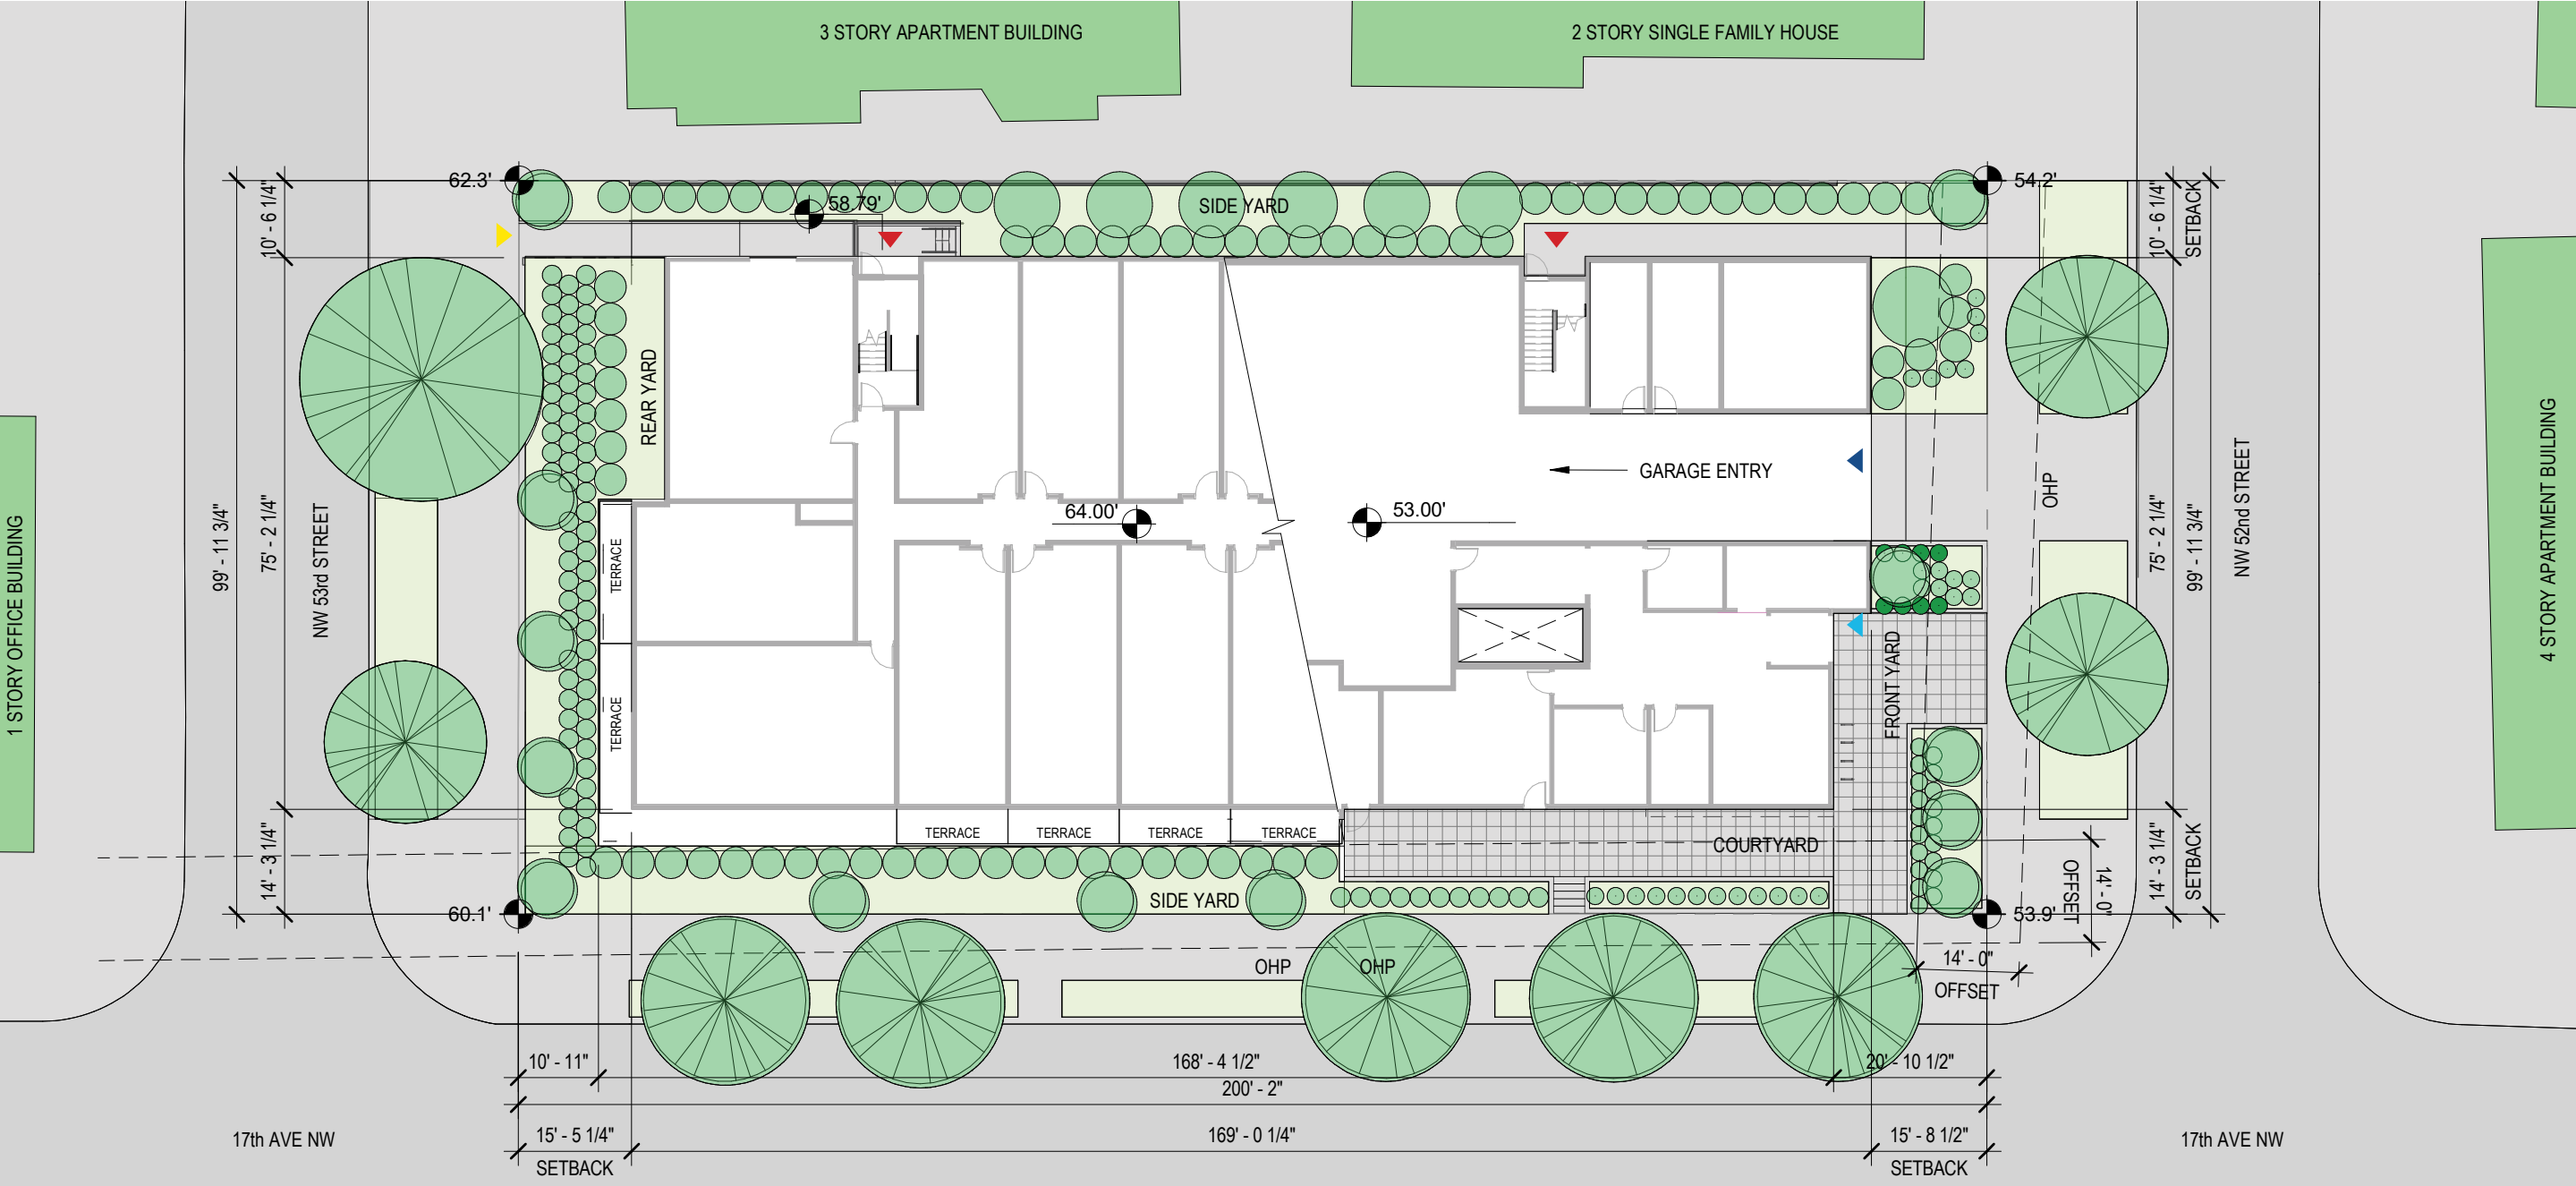 3 STORY APARTMENT BUILDING
2 STORY SINGLE FAMILY HOUSE
62.3'
58.79'
SIDE YARD
54.2'
10' - 6 1/4"
10' - 6 1/4"
SETBACK
REAR YARD
GARAGE ENTRY
64.00'
53.00'
OHP
1 STORY OFFICE BUILDING
99' - 11 3/4"
75' - 2 1/4"
NW 53rd STREET
TERRACE
TERRACE
75' - 2 1/4"
99' - 11 3/4"
NW 52nd STREET
4 STORY APARTMENT BUILDING
FRONT YARD
TERRACE
TERRACE
TERRACE
TERRACE
COURTYARD
14' - 3 1/4"
14' - 3 1/4"
SETBACK
14' - 0"
OFFSET
60.1'
SIDE YARD
53.9'
OHP
OHP
14' - 0"
OFFSET
10' - 11"
168' - 4 1/2"
20' - 10 1/2"
200' - 2"
15' - 5 1/4"
169' - 0 1/4"
15' - 8 1/2"
SETBACK
SETBACK
17th AVE NW
17th AVE NW